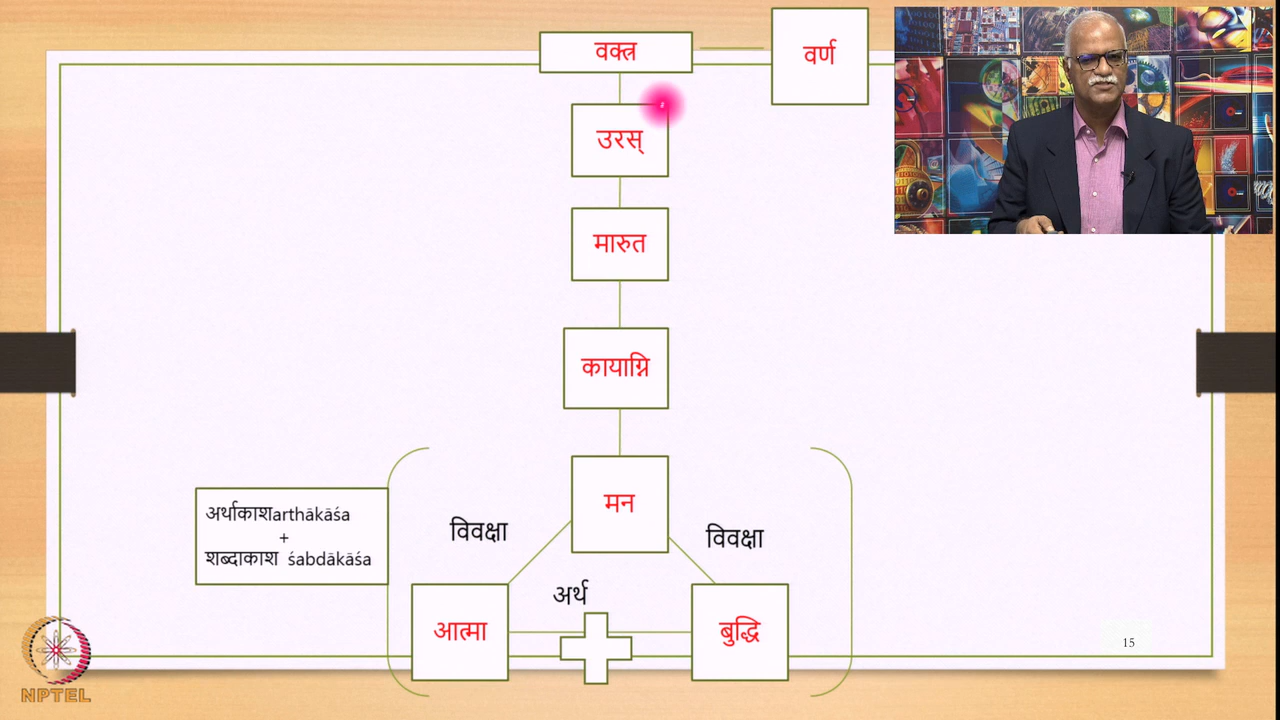 वक्त्र
वर्ण
उरस्
मारुत
कायाग्नि
मन
अर्थाकाशarthākāśa
+
शब्दाकाश śabdākāśa
विवक्षा
विवक्षा
अर्थ
आत्मा
बुद्धि
15
NPTEL